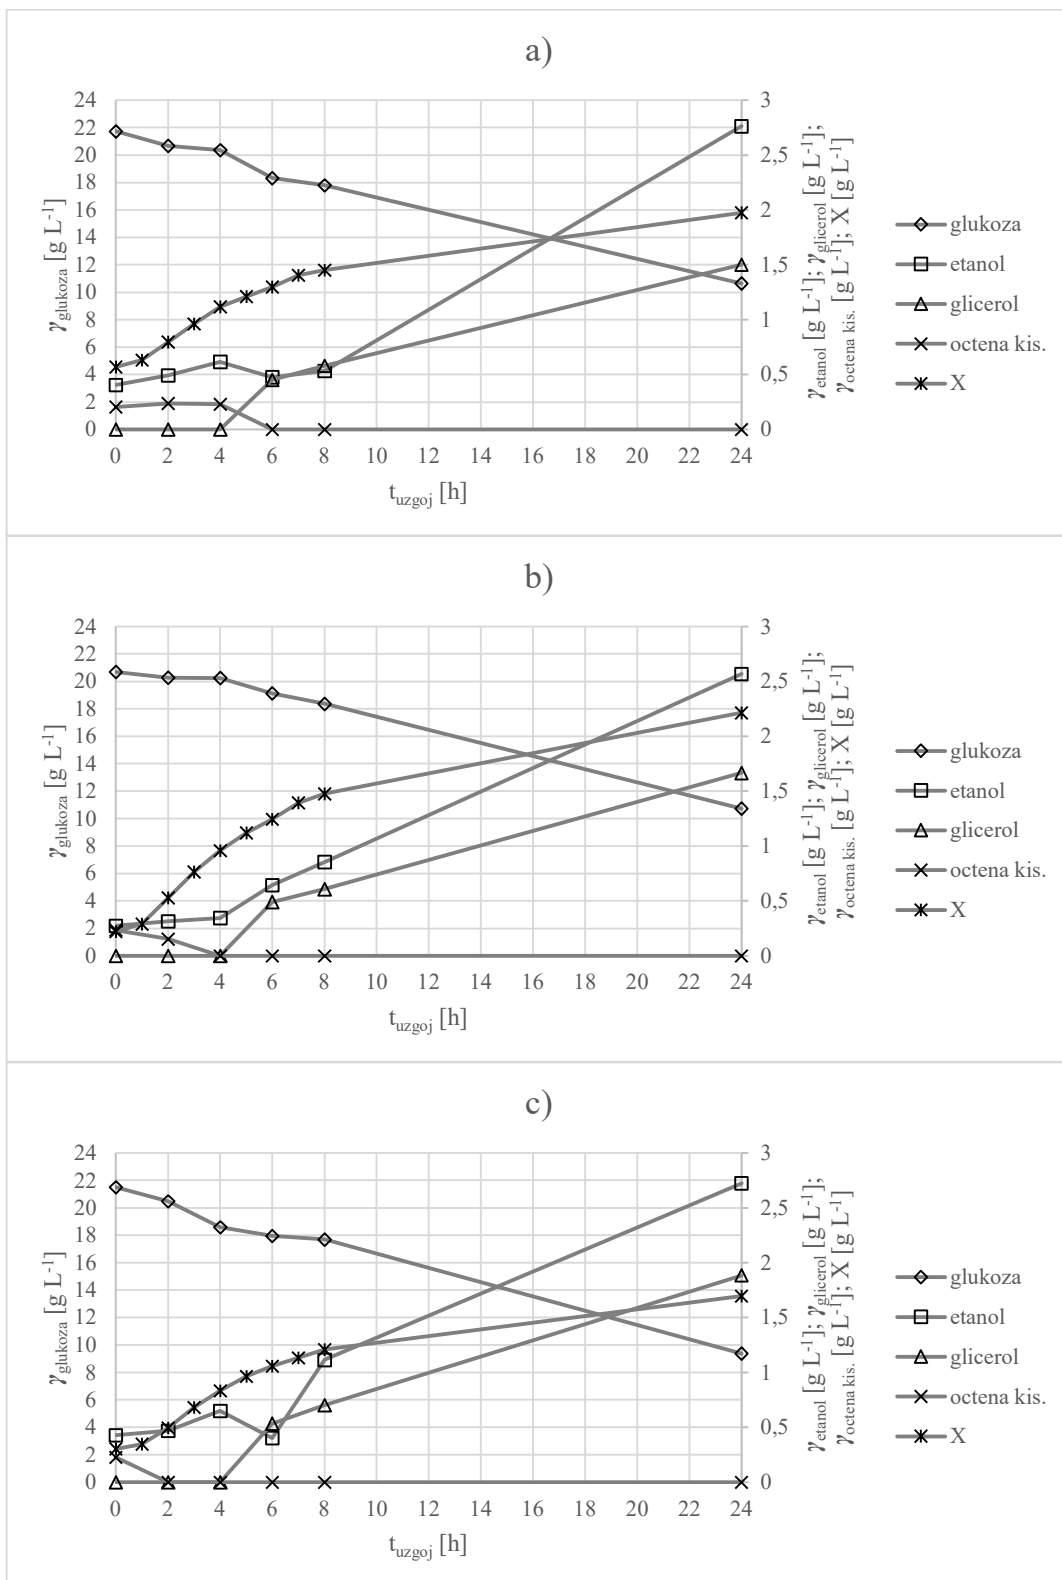 a)
24
22
20
18
16
14
12
10
8
6
4
2
0
γglukoza [g L-1]
3
2,5
2
1,5
1
0,5
0
γetanol [g L-1]; γglicerol [g L-1];
γoctena kis. [g L-1]; X [g L-1]
0 2 4 6 8 10 12 14 16 18 20 22 24
tuzgoj [h]
glukoza
etanol
glicerol
octena kis.
X
b)
24
22
20
18
16
14
12
10
8
6
4
2
0
γglukoza [g L-1]
3
2,5
2
1,5
1
0,5
0
γetanol [g L-1]; γglicerol [g L-1];
γoctena kis. [g L-1]; X [g L-1]
0 2 4 6 8 10 12 14 16 18 20 22 24
tuzgoj [h]
glukoza
etanol
glicerol
octena kis.
X
c)
24
22
20
18
16
14
12
10
8
6
4
2
0
γglukoza [g L-1]
3
2,5
2
1,5
1
0,5
0
γetanol [g L-1]; γglicerol [g L-1];
γoctena kis. [g L-1]; X [g L-1]
0 2 4 6 8 10 12 14 16 18 20 22 24
tuzgoj [h]
glukoza
etanol
glicerol
octena kis.
X